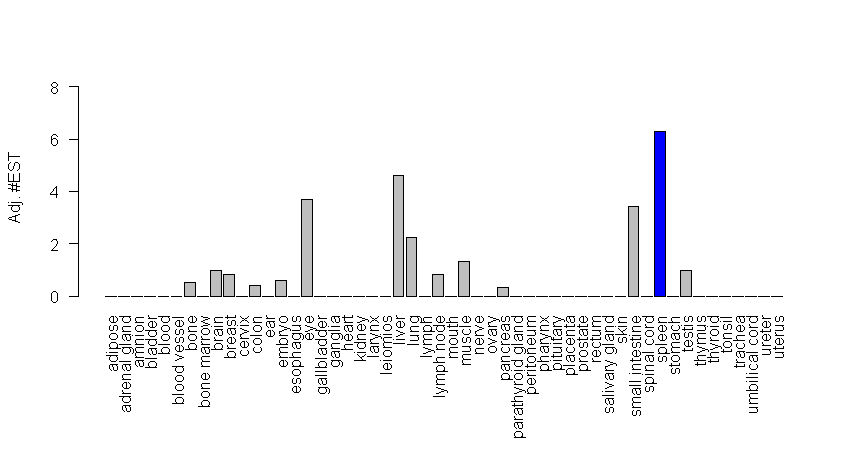 8
6
4
2
0
Adj. #EST
adipose
adrenal gland
amnion
bladder
blood
blood vessel
bone
bone marrow
brain
breast
cervix
colon
ear
embryo
esophagus
eye
gallbladder
ganglia
heart
kidney
larynx
leiomios
liver
lung
lymph
lymph node
mouth
muscle
nerve
ovary
pancreas
parathyroid gland
peritoneum
pharynx
pituitary
placenta
prostate
rectum
salivary gland
skin
small intestine
spinal cord
spleen
stomach
testis
thymus
thyroid
tonsil
trachea
umbilical cord
ureter
uterus